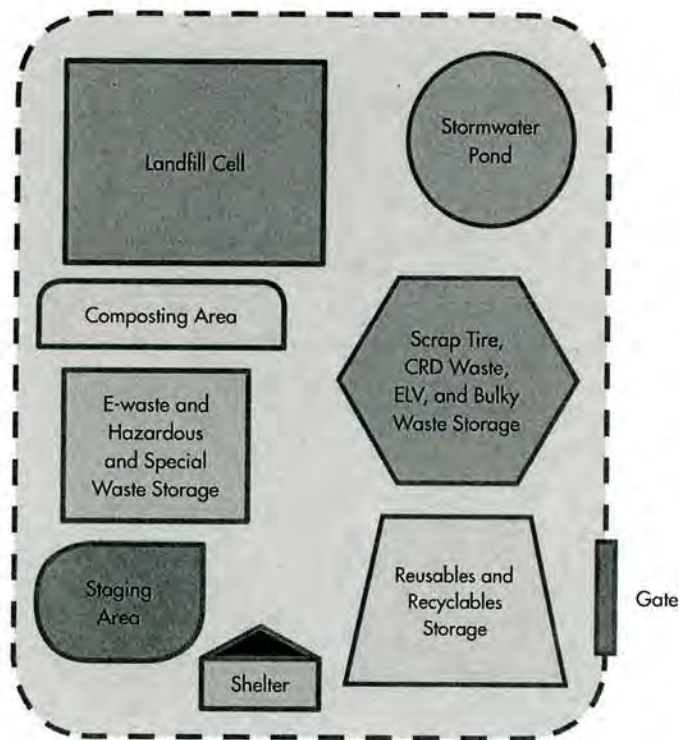 Landfill Cell
Stormwater
Pond
Composting Area
Scrap Tire,
CRD Waste,
ELV, and Bulky
Waste Storage
E-waste and
Hazardous
and Special
Waste Storage
Staging
Area
Reusables and
Recyclables
Storage
Gate
Shelter